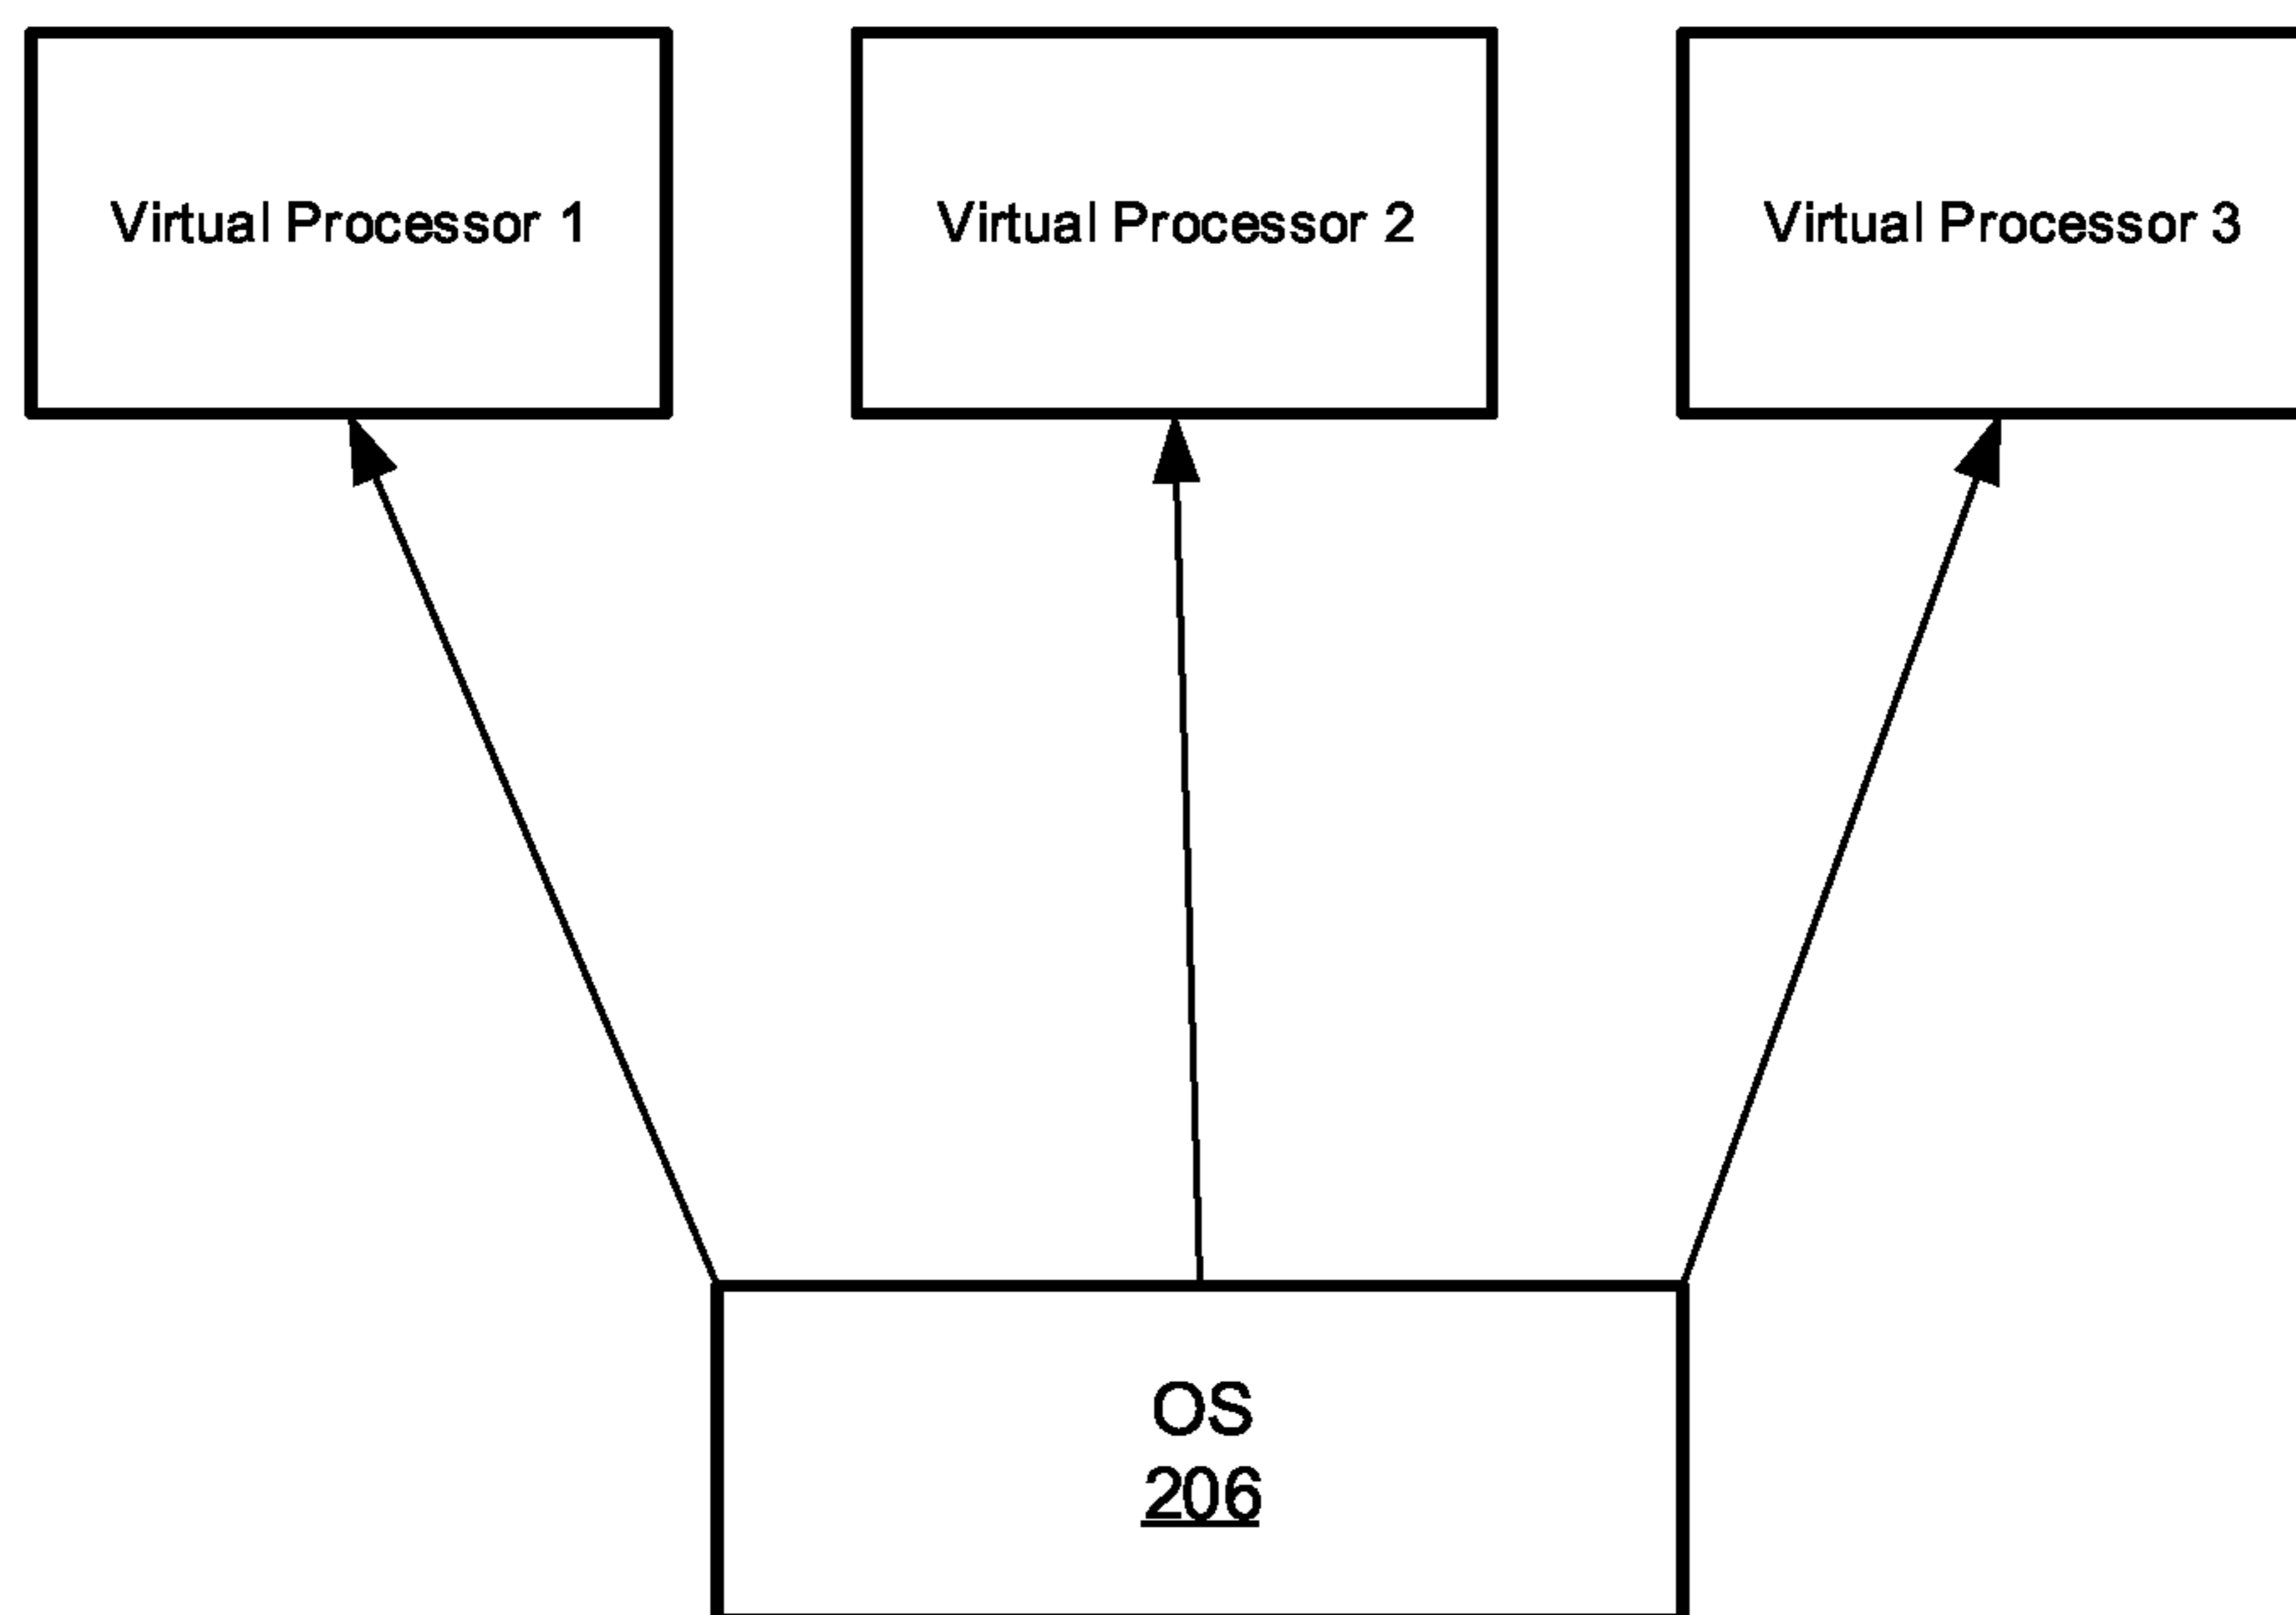 Virtual Processor 1
Virtual Processor 2
Virtual Processor 3
OS
206